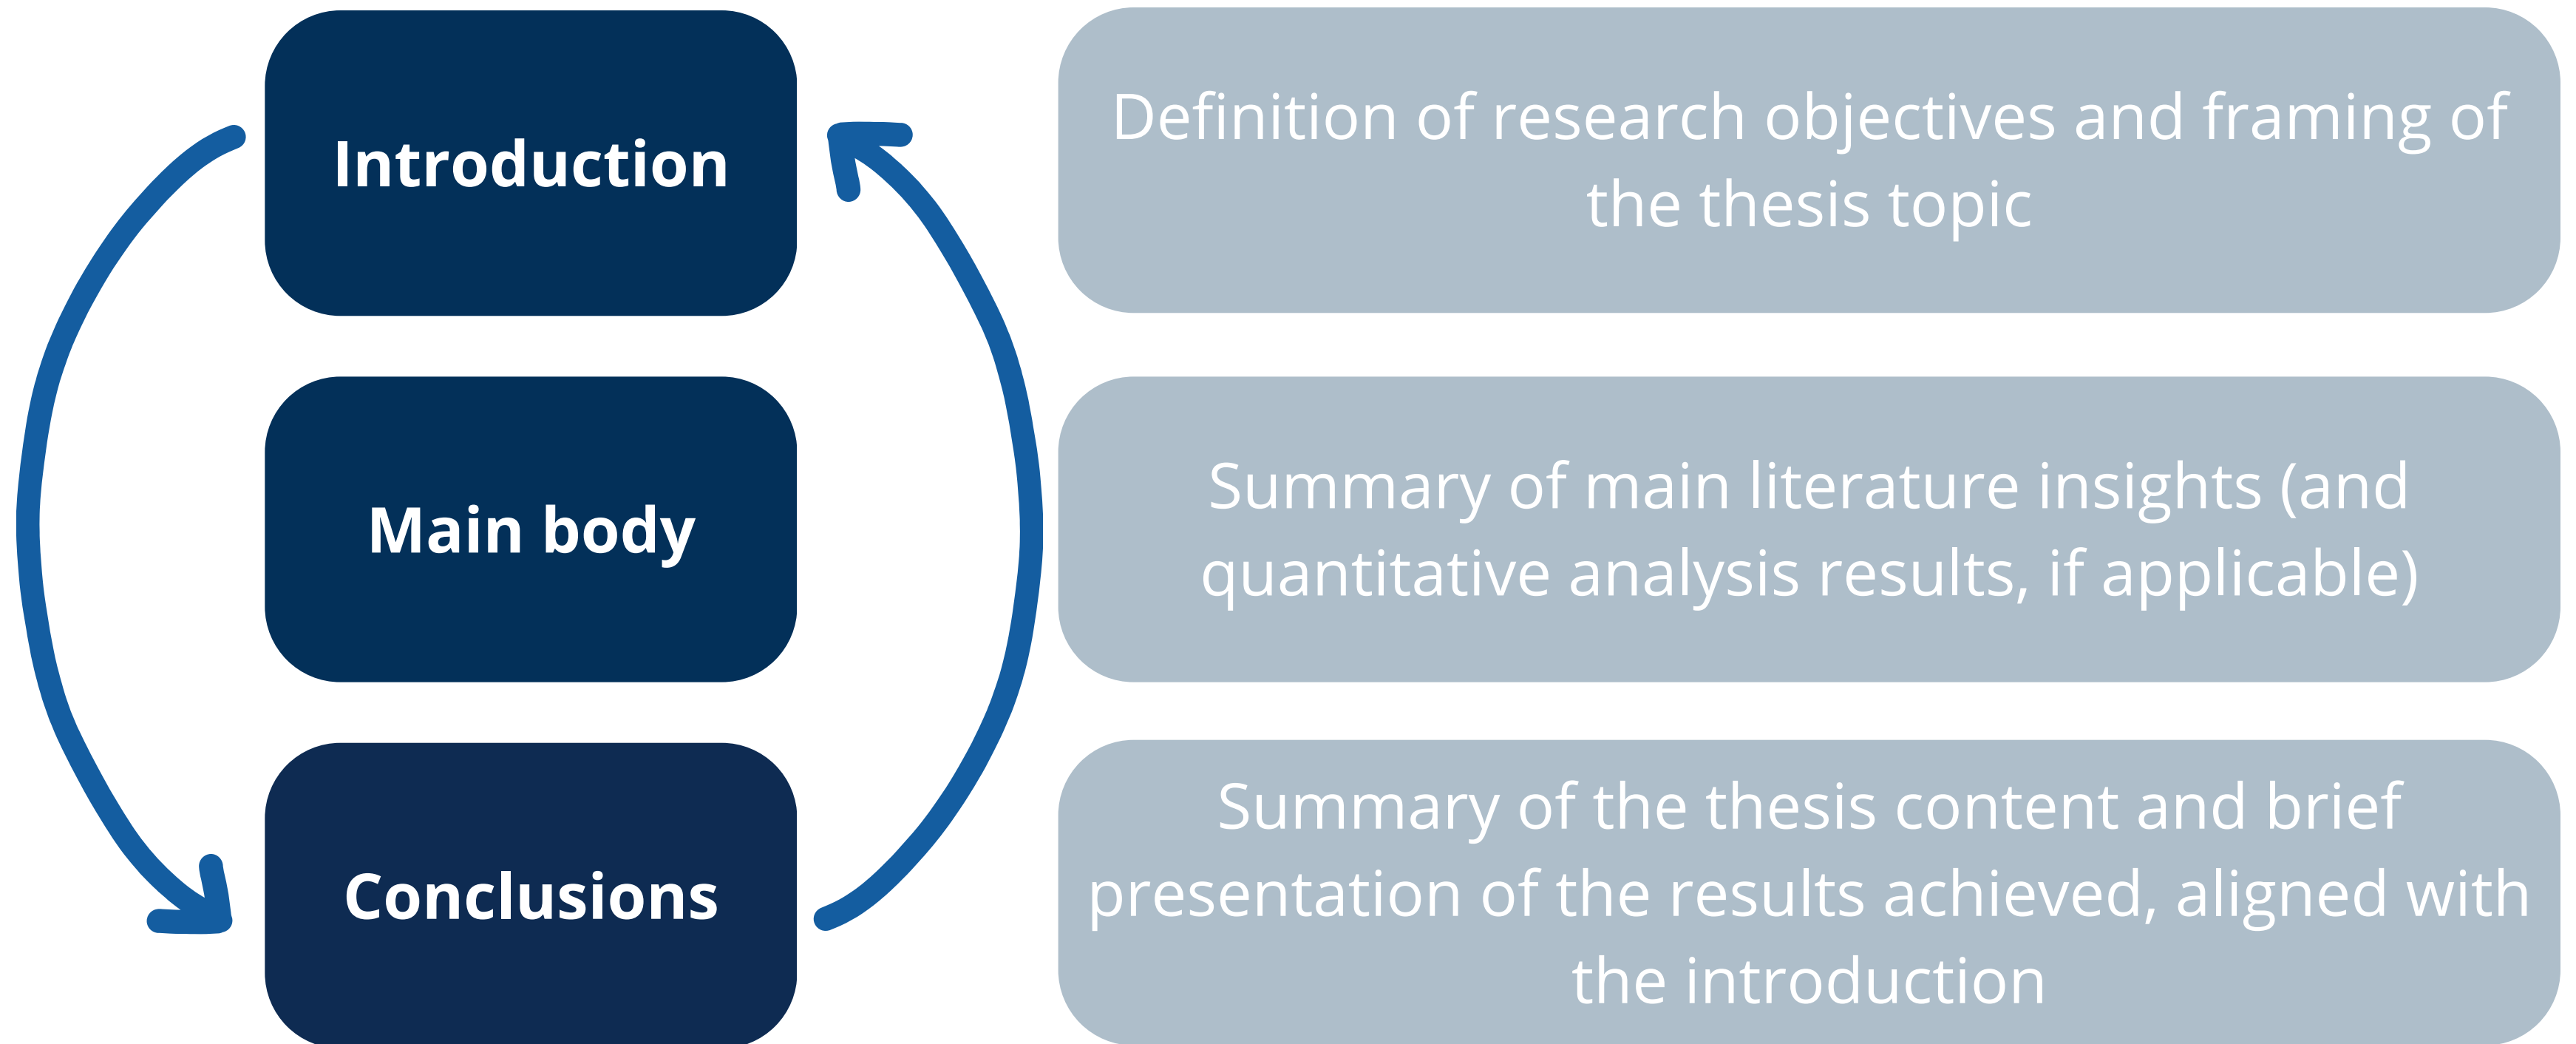 Introduction
Definition of research objectives and framing of
the thesis topic
Main body
Summary of main literature insights (and
quantitative analysis results, if applicable)
Conclusions
Summary of the thesis content and brief
presentation of the results achieved, aligned with
the introduction